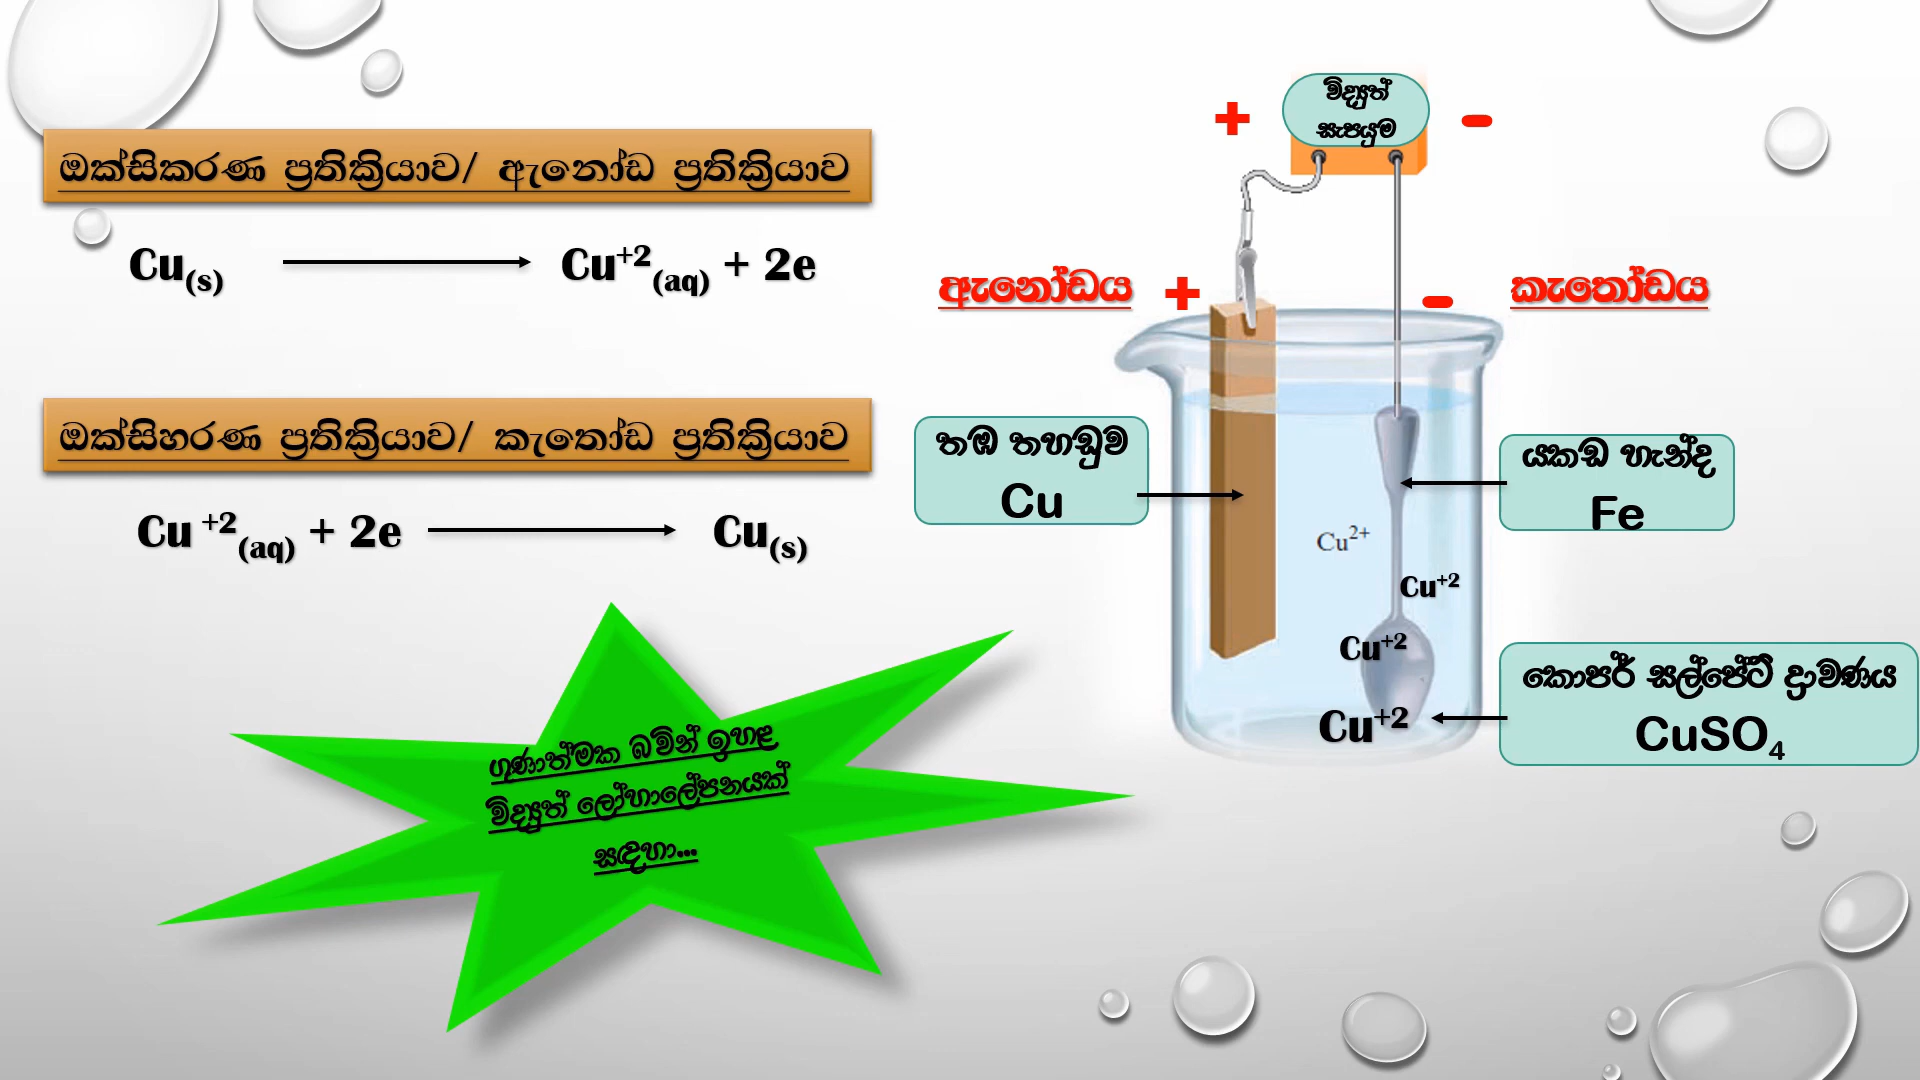 ඔක්සිකරණ ප්‍රතික්‍රියාව/ ඇනෝඩ ප්‍රතික්‍රියාව
Cu(s) → Cu+2(aq) + 2e
ඔක්සිහරණ ප්‍රතික්‍රියාව/ කැතෝඩ ප්‍රතික්‍රියාව
Cu +2(aq) + 2e → Cu(s)
ගුණාත්මක බවින් ඉහළ
විද්‍යුත් ලෝහාලේපනයක්
සඳහා...
විද්‍යුත්
සැපයුම
+
-
ඇනෝඩය
+
-
කැතෝඩය
තඹ තහඩුව
Cu
යකඩ හැන්ද
Fe
Cu2+
Cu+2
Cu+2
Cu+2
කොපර් සල්පේට් ද්‍රාවණය
CuSO4